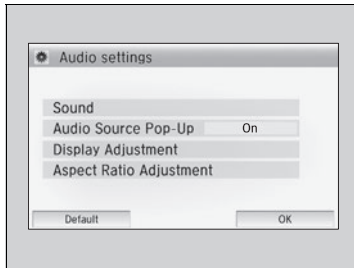 Audio settings
Sound
Audio Source Pop-Up On
Display Adjustment
Aspect Ratio Adjustment
Default OK